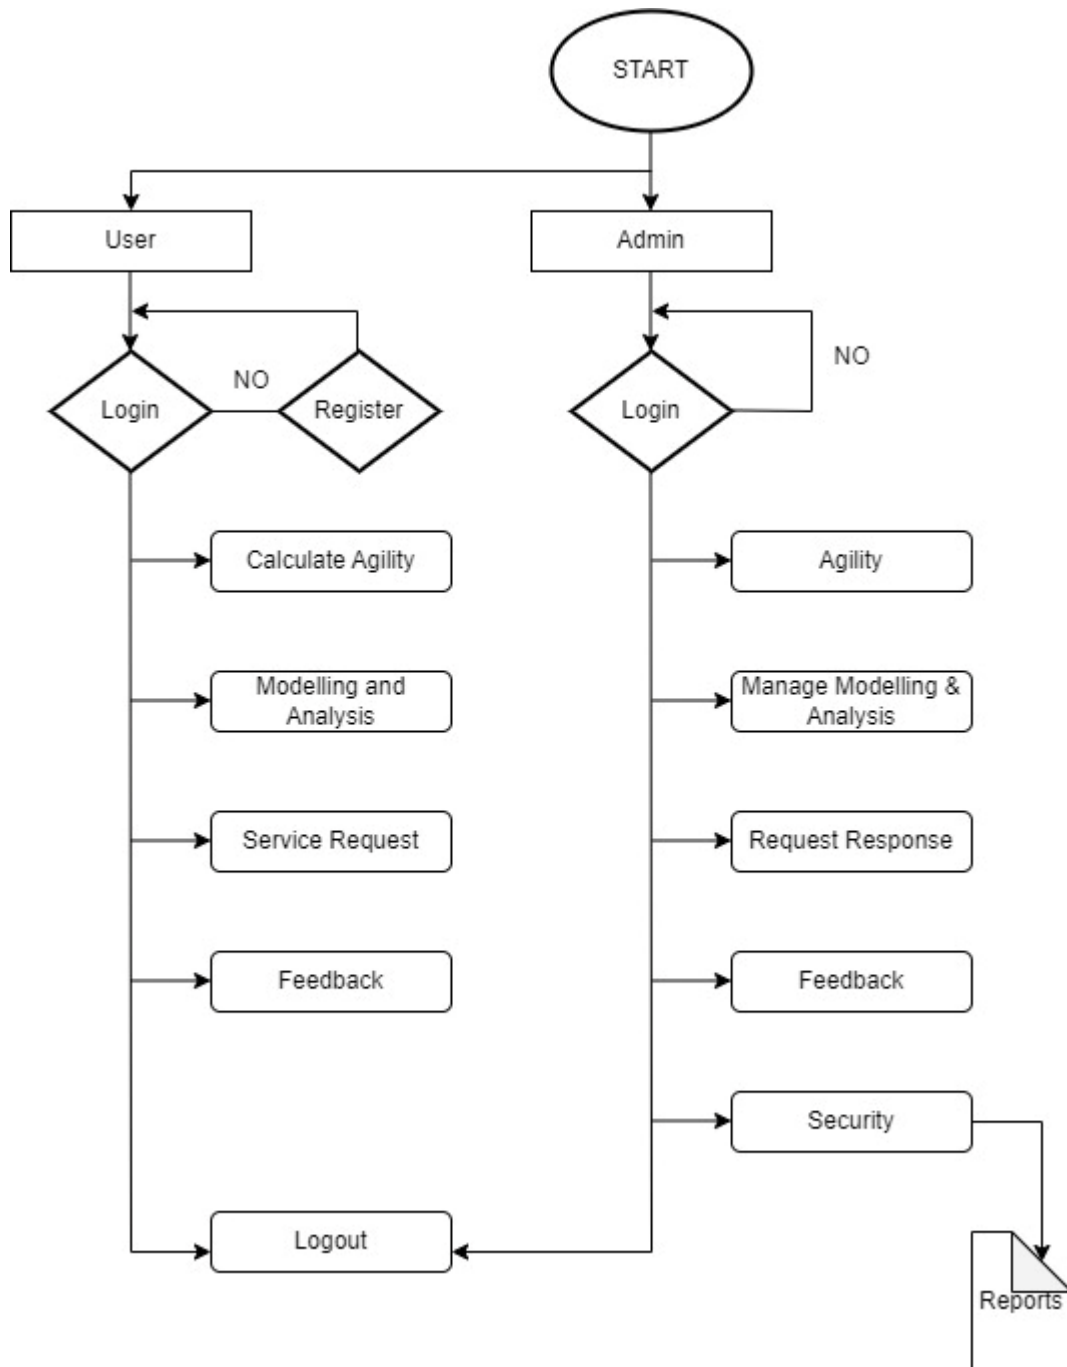 START
User
Admin
NO
Login
Register
NO
Login
Calculate Agility
Agility
Modelling and
Analysis
Manage Modelling &
Analysis
Service Request
Request Response
Feedback
Feedback
Security
Logout
Reports